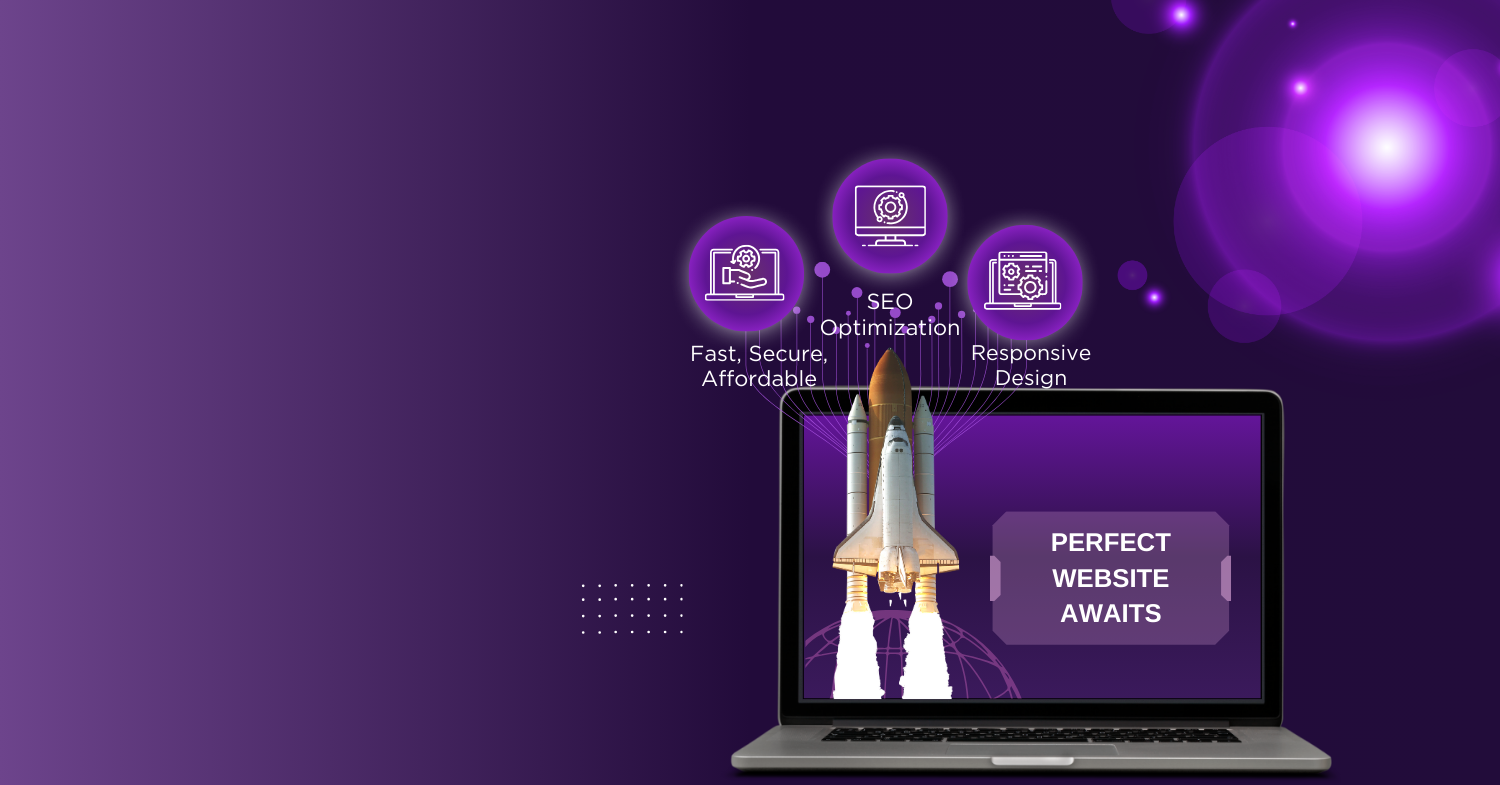 SEO
Optimization
Fast, Secure,
Affordable
Responsive
Design
PERFECT
WEBSITE
AWAITS